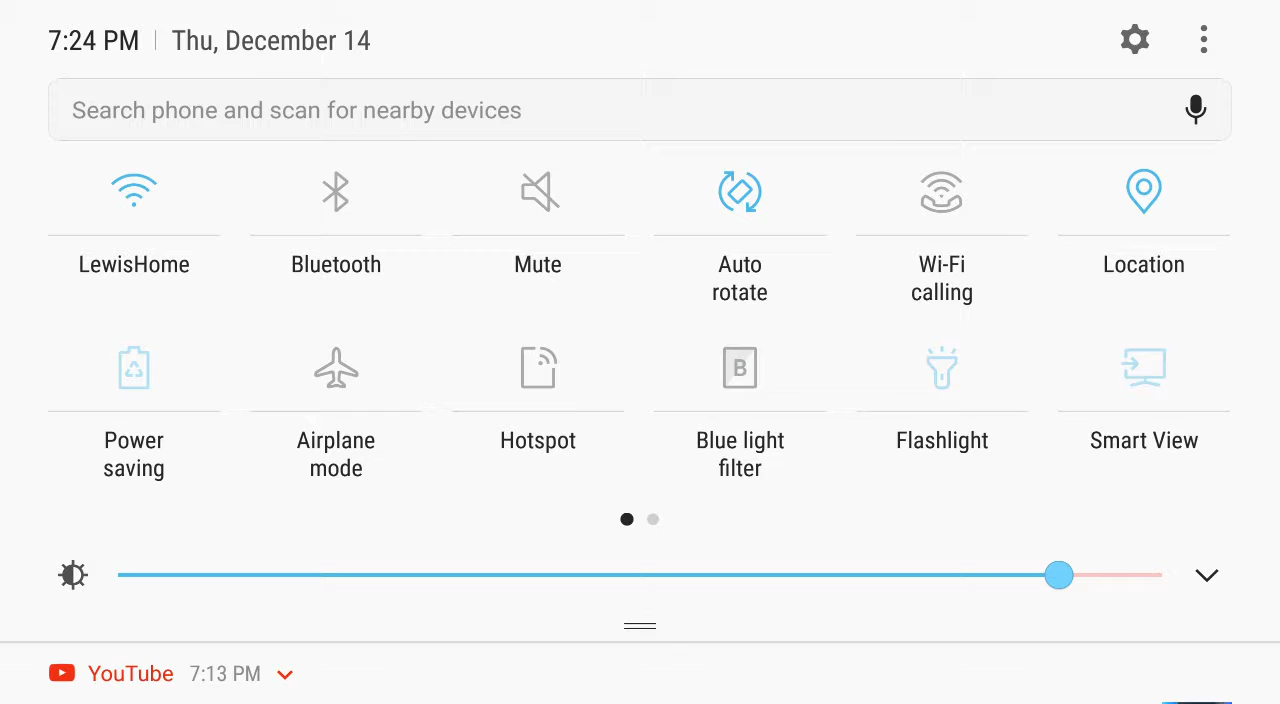 7:24 PM | Thu, December 14
Search phone and scan for nearby devices
LewisHome Bluetooth Mute Auto rotate Wi-Fi calling Location
Power saving Airplane mode Hotspot B Blue light filter Flashlight Smart View
YouTube 7:13 PM